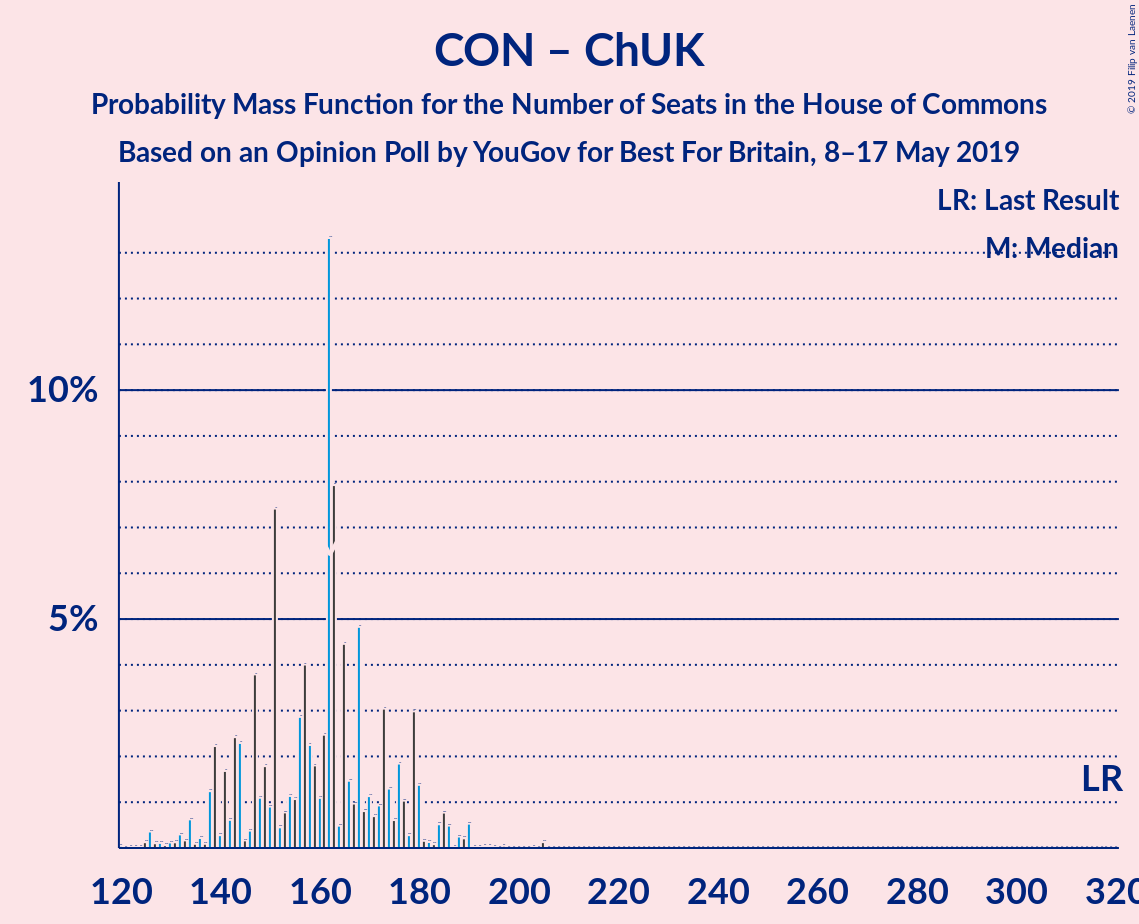 CON – ChUK
Probability Mass Function for the Number of Seats in the House of Commons
Based on an Opinion Poll by YouGov for Best For Britain, 8–17 May 2019
© 2019 Filip van Laenen
LR: Last Result
M: Median
10%
5%
LR
120 140 160 180 200 220 240 260 280 300 320